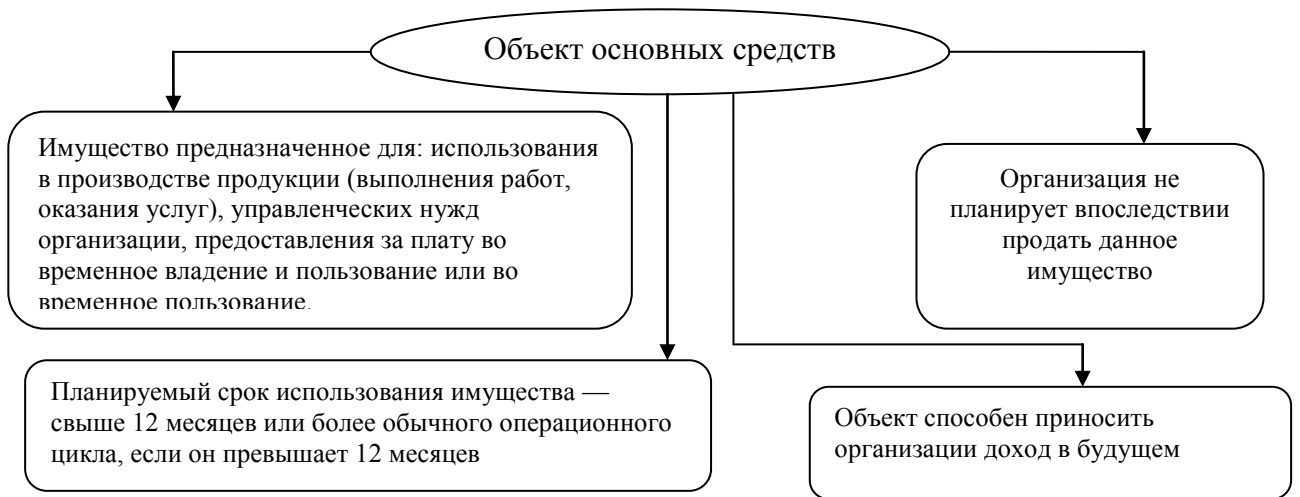 Объект основных средств
Имущество предназначенное для: использования
в производстве продукции (выполнения работ,
оказания услуг), управленческих нужд
организации, предоставления за плату во
временное владение и пользование или во
временное пользование.
Организация не
планирует впоследствии
продать данное
имущество
Планируемый срок использования имущества —
свыше 12 месяцев или более обычного операционного
цикла, если он превышает 12 месяцев
Объект способен приносить
организации доход в будущем